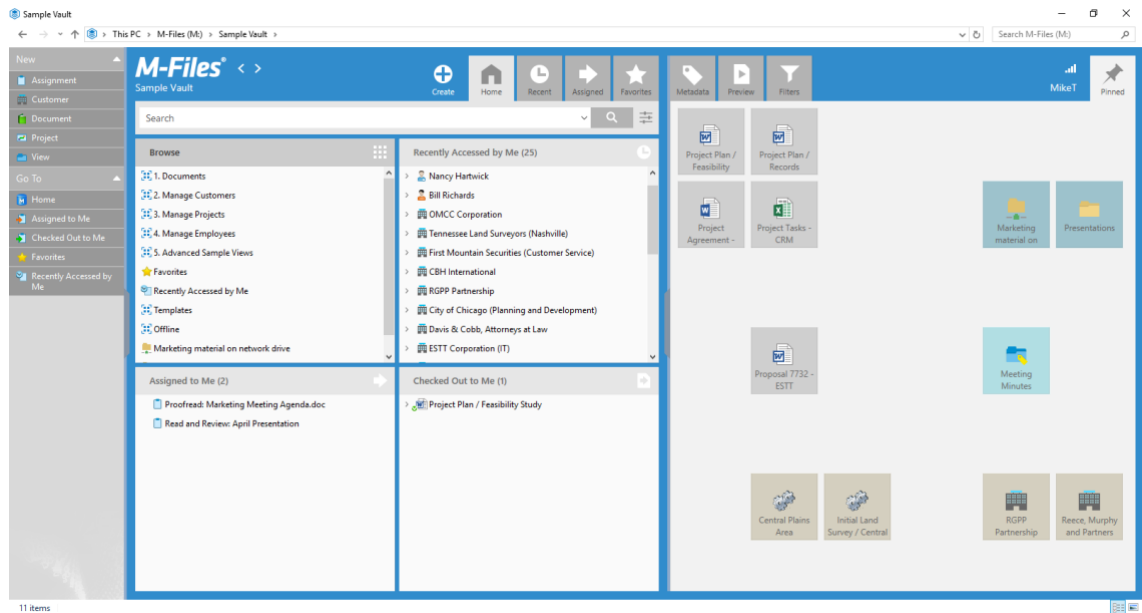 Sample Vault
This PC > M-Files (M:) > Sample Vault >
Search M-Files (M:)
New
Assignment
Customer
Document
Project
View
Go To
Home
Assigned to Me
Checked Out to Me
Favorites
Recently Accessed by
Me
M-Files®
Sample Vault
Create
Home
Recent
Assigned
Favorites
Search
Browse
1. Documents
2. Manage Customers
3. Manage Projects
4. Manage Employees
5. Advanced Sample Views
Favorites
Recently Accessed by Me
Templates
Offline
Marketing material on network drive
Recently Accessed by Me (25)
Nancy Hartwick
Bill Richards
OMCC Corporation
Tennessee Land Surveyors (Nashville)
First Mountain Securities (Customer Service)
CBH International
RGPP Partnership
City of Chicago (Planning and Development)
Davis & Cobb, Attorneys at Law
ESTT Corporation (IT)
Assigned to Me (2)
Proofread: Marketing Meeting Agenda.doc
Read and Review: April Presentation
Checked Out to Me (1)
Project Plan / Feasibility Study
Metadata
Preview
Filters
MikeT
Pinned
Project Plan /
Feasibility
Project Plan /
Records
Project
Agreement -
Project Tasks -
CRM
Marketing
material on
Presentations
Proposal 7732 -
ESTT
Meeting
Minutes
Central Plains
Area
Initial Land
Survey / Central
RGPP
Partnership
Reece, Murphy
and Partners
11 items